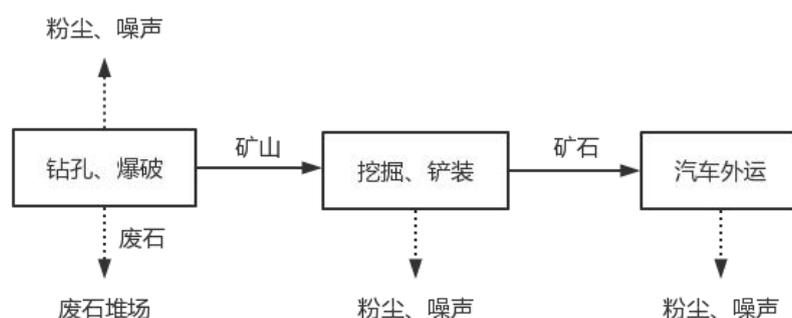 粉尘、噪声
钻孔、爆破
矿山
挖掘、铲装
矿石
汽车外运
废石
废石堆场
粉尘、噪声
粉尘、噪声